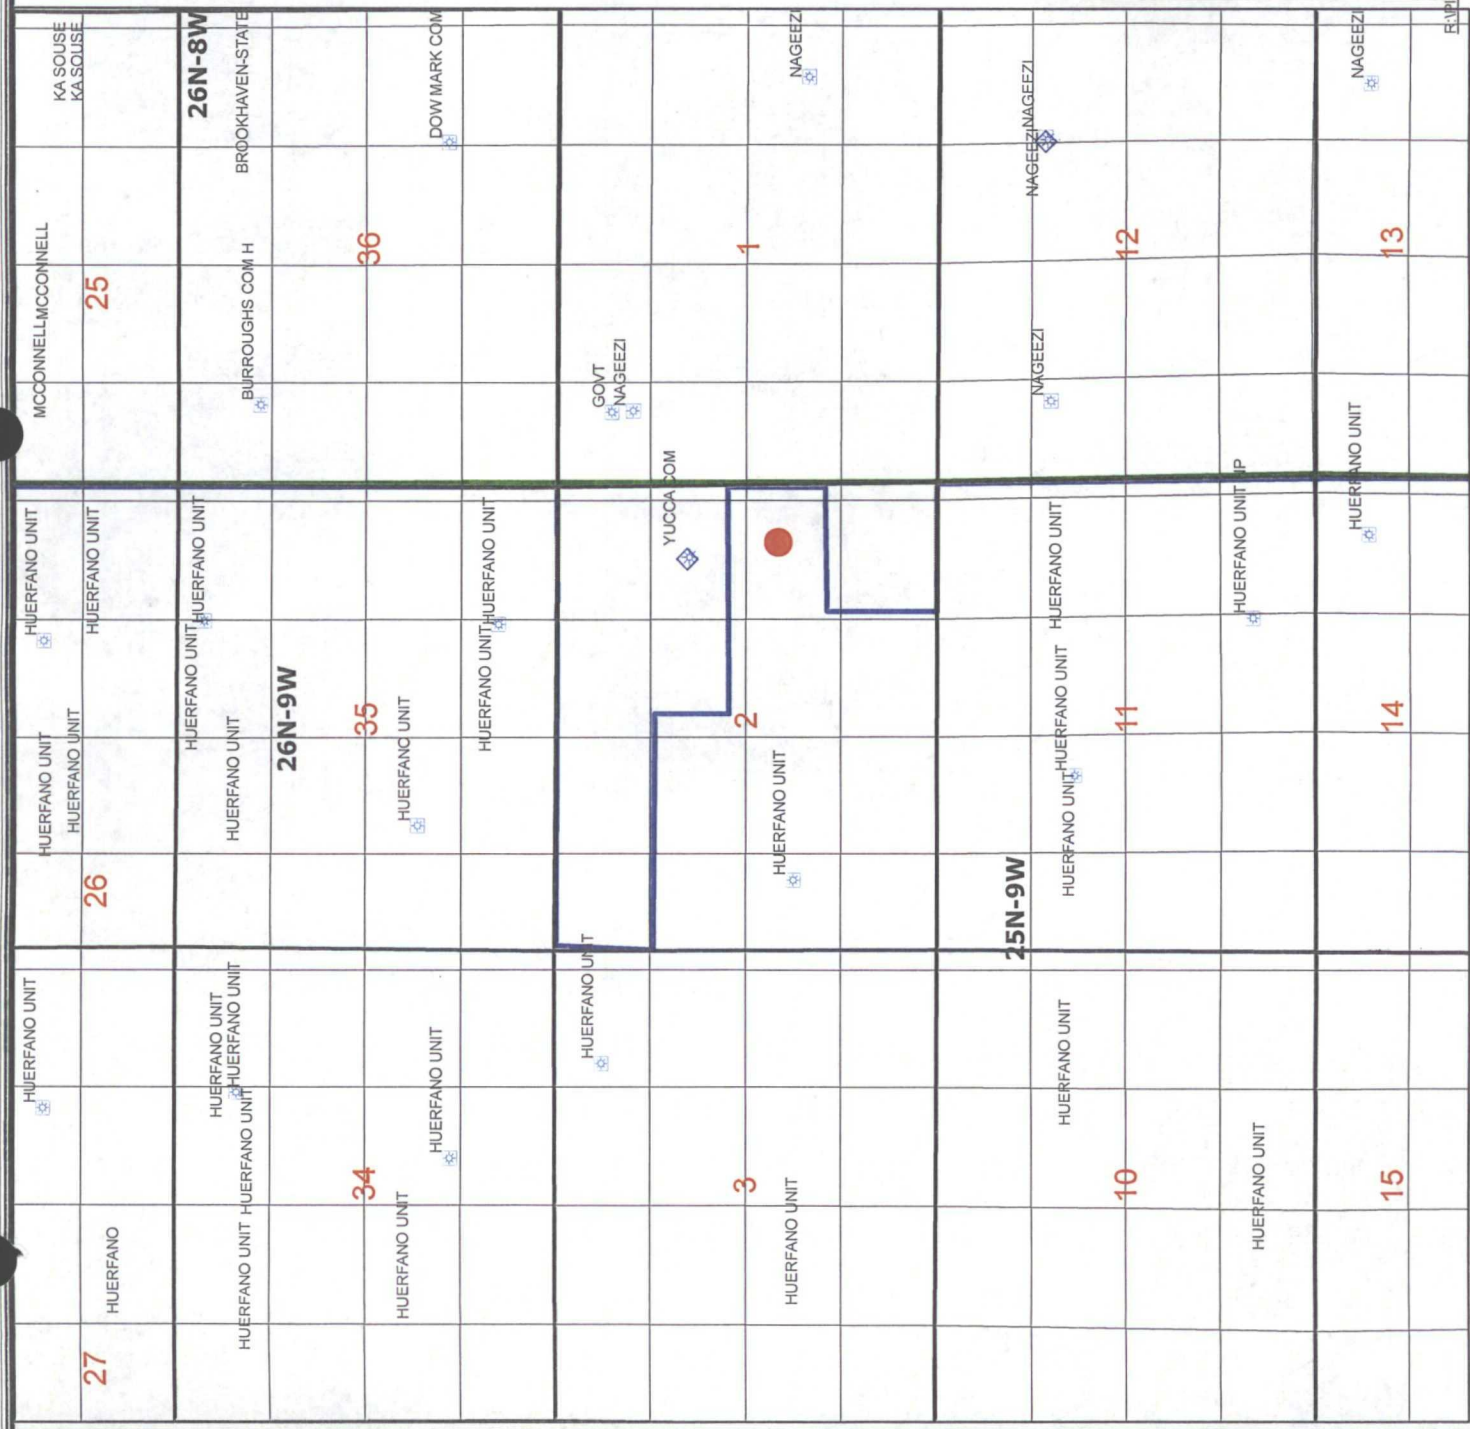 KA SOUSE
KA SOUSE
26N-8W
BROOKHAVEN-STATE
DOW MARK COM
NAGEEZI
NAGEEZI
NAGEEZI
NAGEEZI
MCCONNELL
MCCONNELL
25
BURROUGHS COM H
36
1
12
13
GOVT
NAGEEZI
NAGEEZI
YUCCA COM
HUERFANO UNIT
HUERFANO UNIT
HUERFANO UNIT
HUERFANO UNIT
HUERFANO UNIT
HUERFANO UNIT NP
HUERFANO UNIT
HUERFANO UNIT
HUERFANO UNIT
HUERFANO UNIT
HUERFANO UNIT
HUERFANO UNIT
26N-9W
35
HUERFANO UNIT
HUERFANO UNIT
2
HUERFANO UNIT
HUERFANO UNIT
HUERFANO UNIT
11
14
26
25N-9W
HUERFANO UNIT
HUERFANO UNIT
HUERFANO UNIT
HUERFANO UNIT
HUERFANO UNIT
HUERFANO UNIT
HUERFANO UNIT
34
HUERFANO UNIT
3
HUERFANO UNIT
10
HUERFANO UNIT
15
HUERFANO
HUERFANO UNIT
27